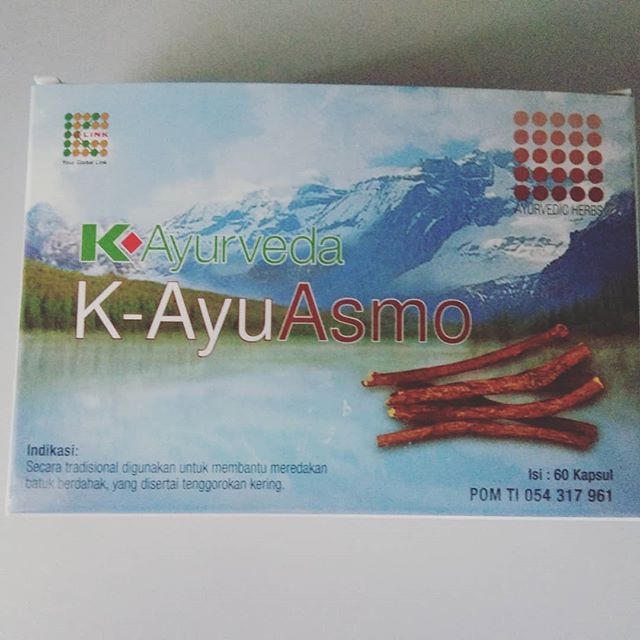 LINK
Your Global Link
AYURVEDIC HERBS
K Ayurveda
K-AyuAsmo
Indikasi:
Secara tradisional digunakan untuk membantu meredakan
batuk berdahak, yang disertai tenggorokan kering.
Isi : 60 Kapsul
POM TI 054 317 961